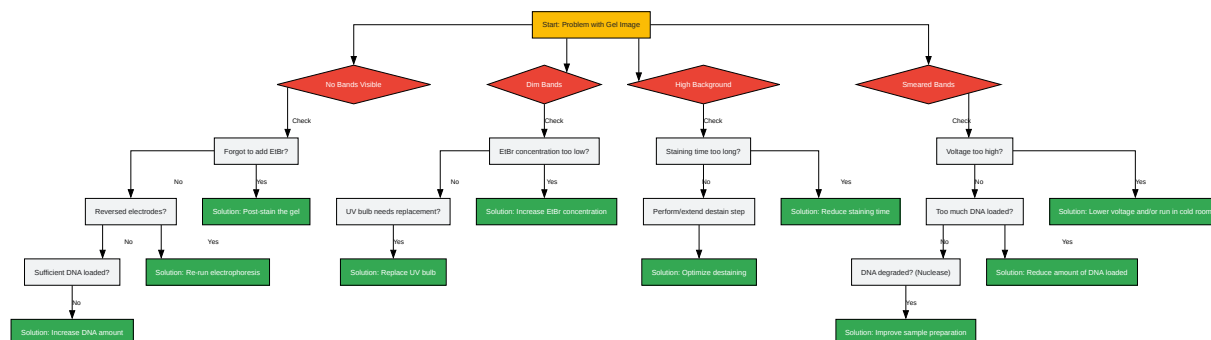 Start: Problem with Gel Image
No Bands Visible
Dim Bands
High Background
Smeared Bands
Check
Check
Check
Check
Forgot to add EtBr?
EtBr concentration too low?
Staining time too long?
Voltage too high?
No
Yes
No
Yes
No
Yes
No
Yes
Reversed electrodes?
Solution: Post-stain the gel
UV bulb needs replacement?
Solution: Increase EtBr concentration
Perform/extend destain step
Solution: Reduce staining time
Too much DNA loaded?
Solution: Lower voltage and/or run in cold room
No
Yes
Yes
No
Yes
Sufficient DNA loaded?
Solution: Re-run electrophoresis
Solution: Replace UV bulb
Solution: Optimize destaining
DNA degraded? (Nuclease)
Solution: Reduce amount of DNA loaded
No
Yes
Solution: Increase DNA amount
Solution: Improve sample preparation